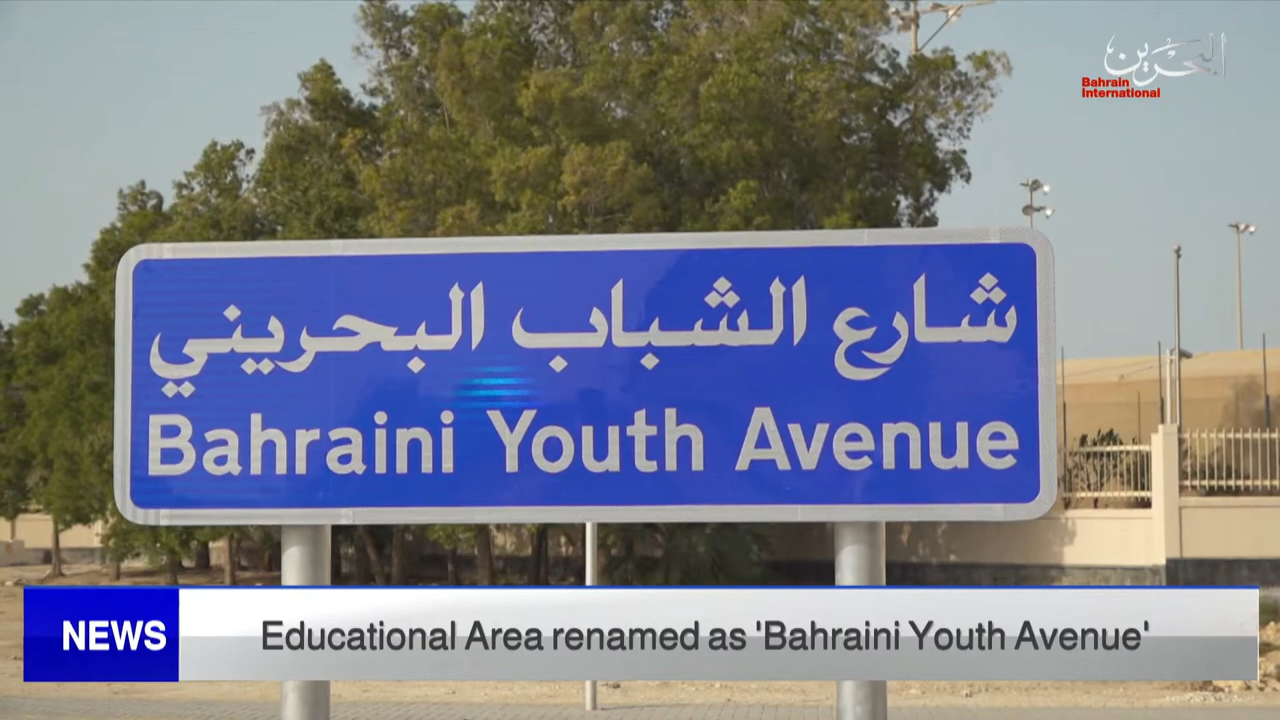 البحرين
Bahrain
International
شارع الشباب البحريني
Bahraini Youth Avenue
NEWS
Educational Area renamed as 'Bahraini Youth Avenue'